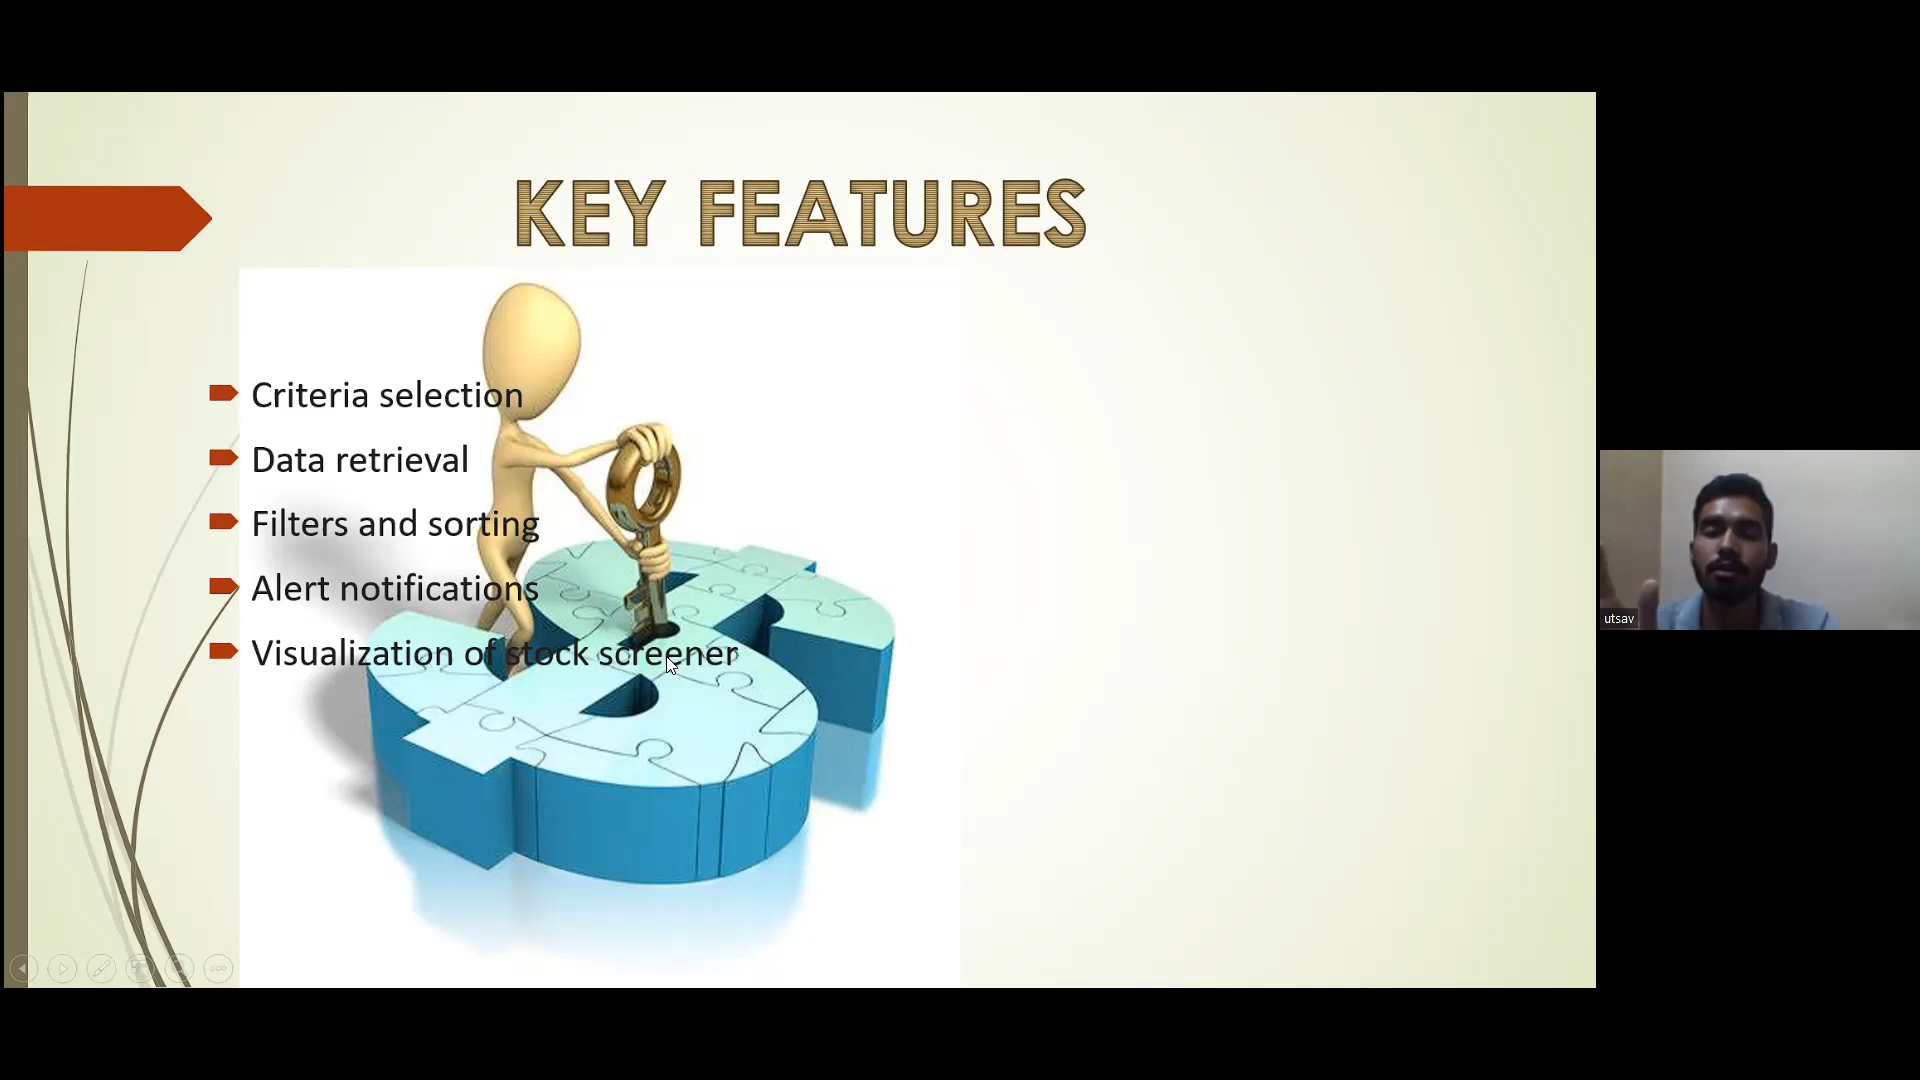 KEY FEATURES
Criteria selection
Data retrieval
Filters and sorting
Alert notifications
Visualization of stock screener
utsav